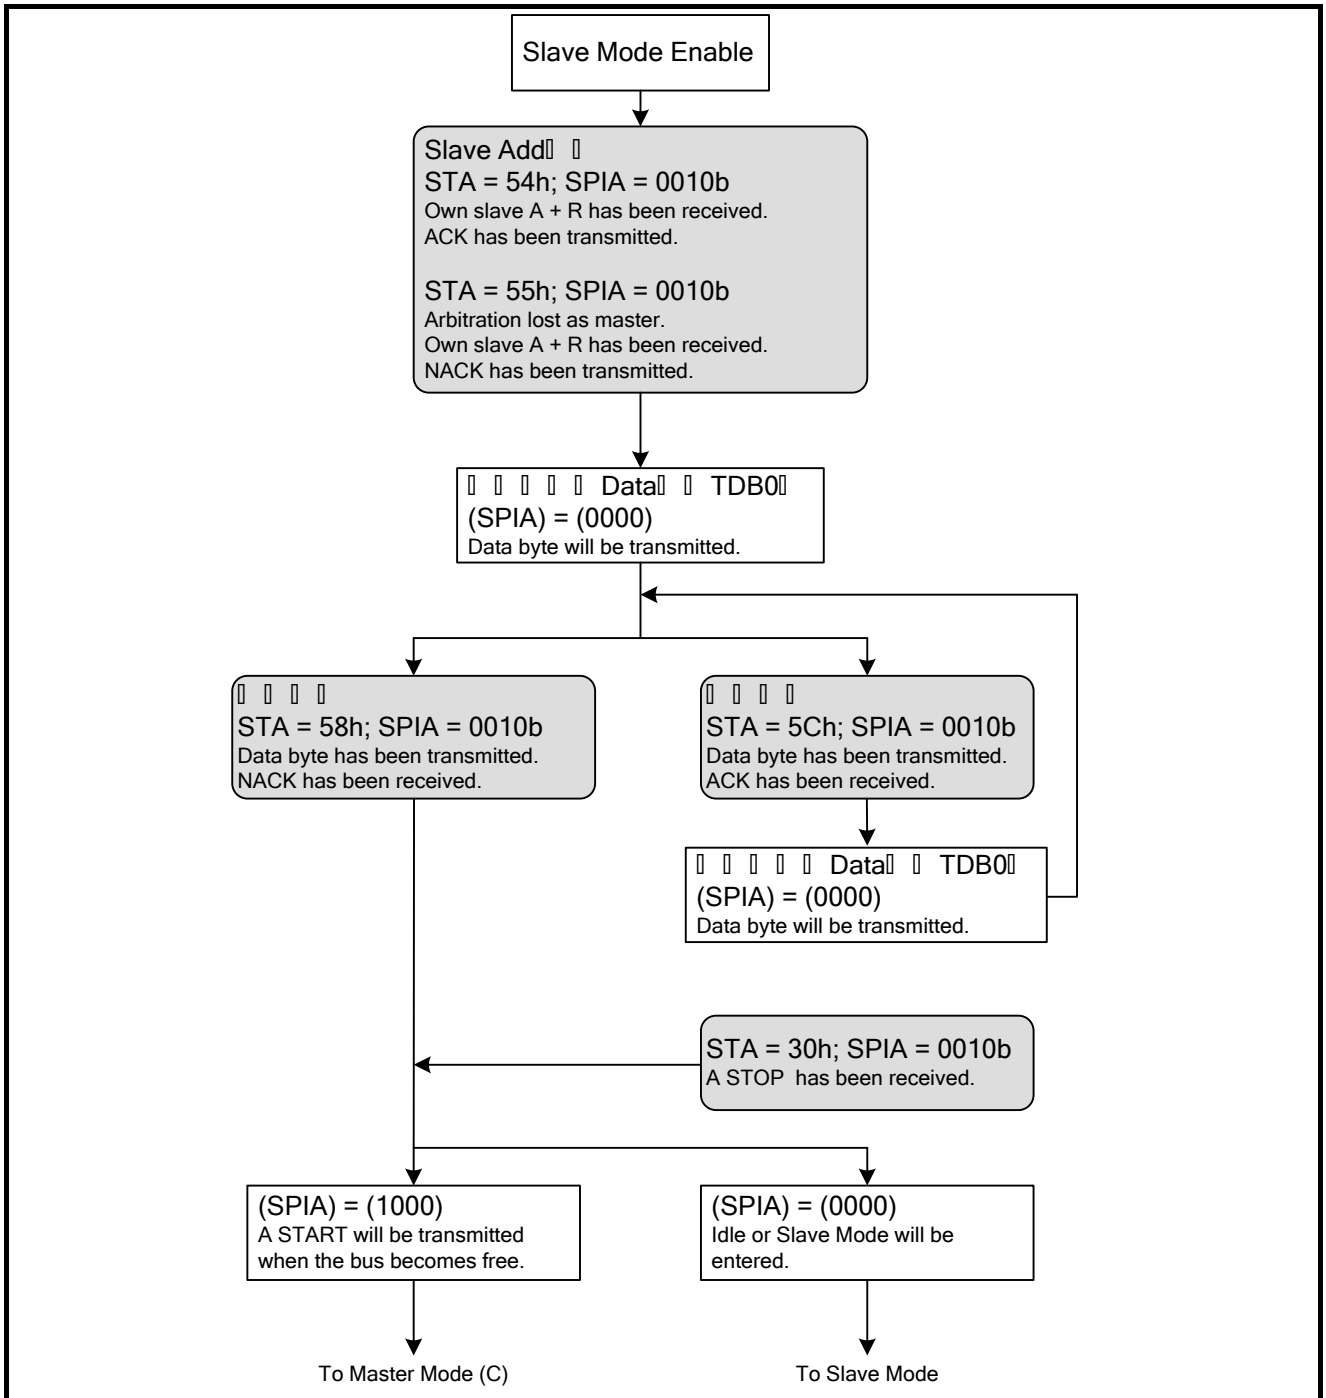 Slave Mode Enable
Slave Add
STA = 54h; SPIA = 0010b
Own slave A + R has been received.
ACK has been transmitted.
STA = 55h; SPIA = 0010b
Arbitration lost as master.
Own slave A + R has been received.
NACK has been transmitted.
Data TDB0
(SPIA) = (0000)
Data byte will be transmitted.
STA = 58h; SPIA = 0010b
Data byte has been transmitted.
NACK has been received.
STA = 5Ch; SPIA = 0010b
Data byte has been transmitted.
ACK has been received.
Data TDB0
(SPIA) = (0000)
Data byte will be transmitted.
STA = 30h; SPIA = 0010b
A STOP has been received.
(SPIA) = (1000)
A START will be transmitted
when the bus becomes free.
(SPIA) = (0000)
Idle or Slave Mode will be
entered.
To Master Mode (C)
To Slave Mode